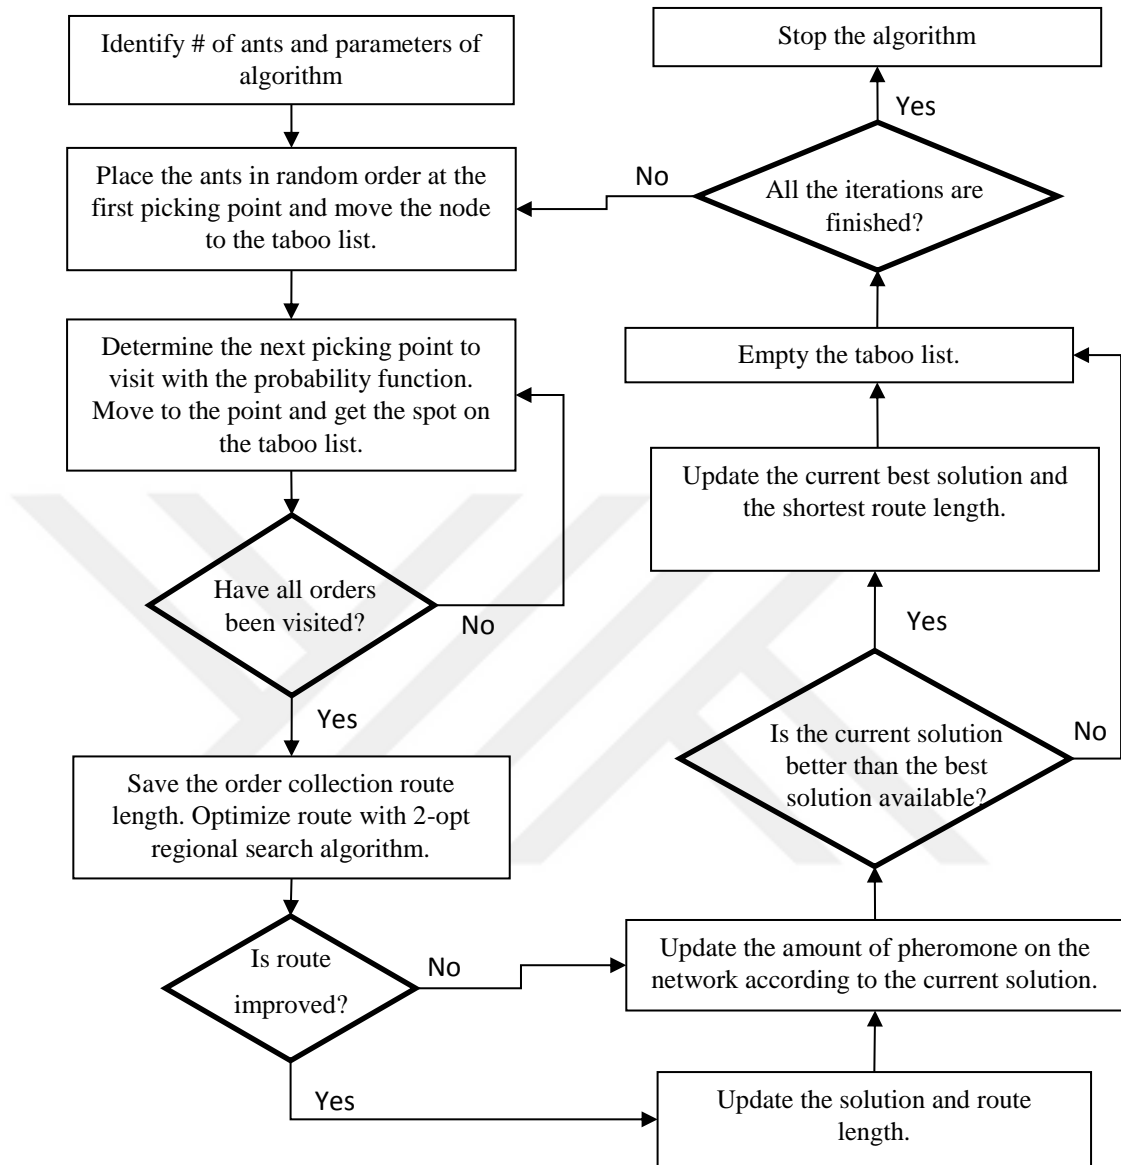 Identify # of ants and parameters of
algorithm
Place the ants in random order at the
first picking point and move the node
to the taboo list.
Determine the next picking point to
visit with the probability function.
Move to the point and get the spot on
the taboo list.
Have all orders
been visited?
No
Yes
Save the order collection route
length. Optimize route with 2-opt
regional search algorithm.
Is route
improved?
No
Yes
Update the solution and route
length.
Update the amount of pheromone on the
network according to the current solution.
Is the current solution
better than the best
solution available?
No
Yes
Update the current best solution and
the shortest route length.
Empty the taboo list.
All the iterations are
finished?
No
Yes
Stop the algorithm